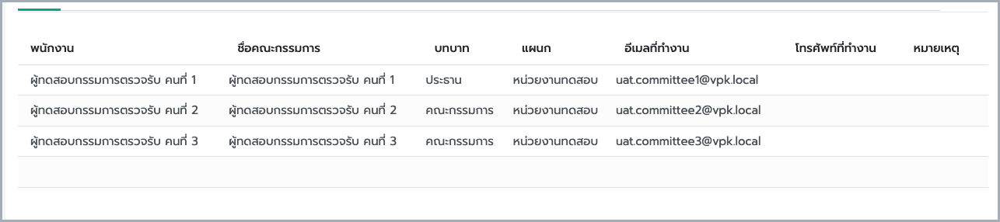 พนักงาน ชื่อคณะกรรมการ บทบาท แผนก อีเมลที่ทำงาน โทรศัพท์ที่ทำงาน หมายเหตุ
ผู้ทดสอบกรรมการตรวจรับ คนที่ 1 ผู้ทดสอบกรรมการตรวจรับ คนที่ 1 ประธาน หน่วยงานทดสอบ uat.committee1@vpk.local
ผู้ทดสอบกรรมการตรวจรับ คนที่ 2 ผู้ทดสอบกรรมการตรวจรับ คนที่ 2 คณะกรรมการ หน่วยงานทดสอบ uat.committee2@vpk.local
ผู้ทดสอบกรรมการตรวจรับ คนที่ 3 ผู้ทดสอบกรรมการตรวจรับ คนที่ 3 คณะกรรมการ หน่วยงานทดสอบ uat.committee3@vpk.local